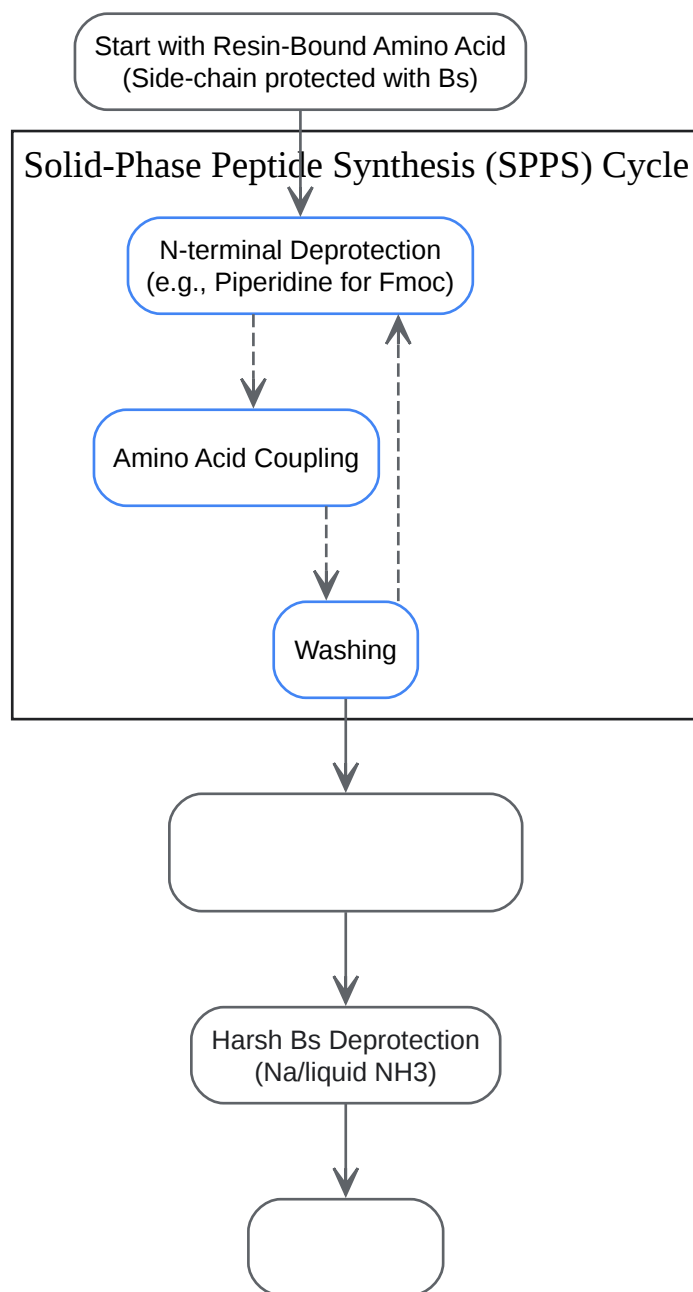 Start with Resin-Bound Amino Acid
(Side-chain protected with Bs)
Solid-Phase Peptide Synthesis (SPPS) Cycle
N-terminal Deprotection
(e.g., Piperidine for Fmoc)
Amino Acid Coupling
Washing
Harsh Bs Deprotection
(Na/liquid NH3)